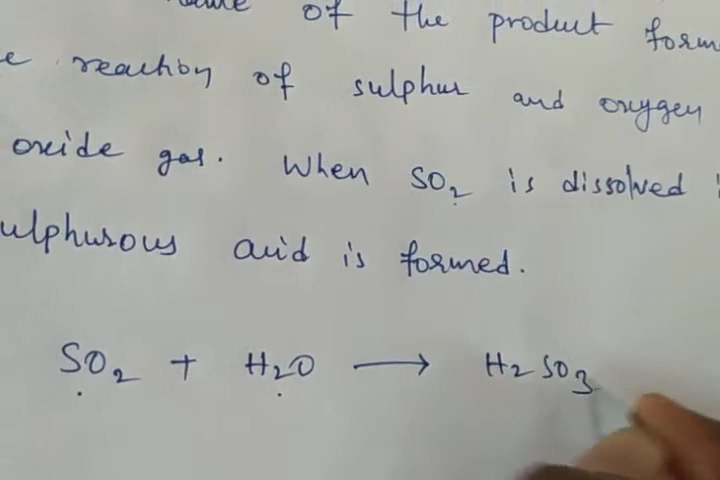 of the product form
reaction of sulphur and oxygen
oxide gas. When SO₂ is dissolved
ulphurous acid is formed.
SO₂ + H₂O ⟶ H₂SO₃